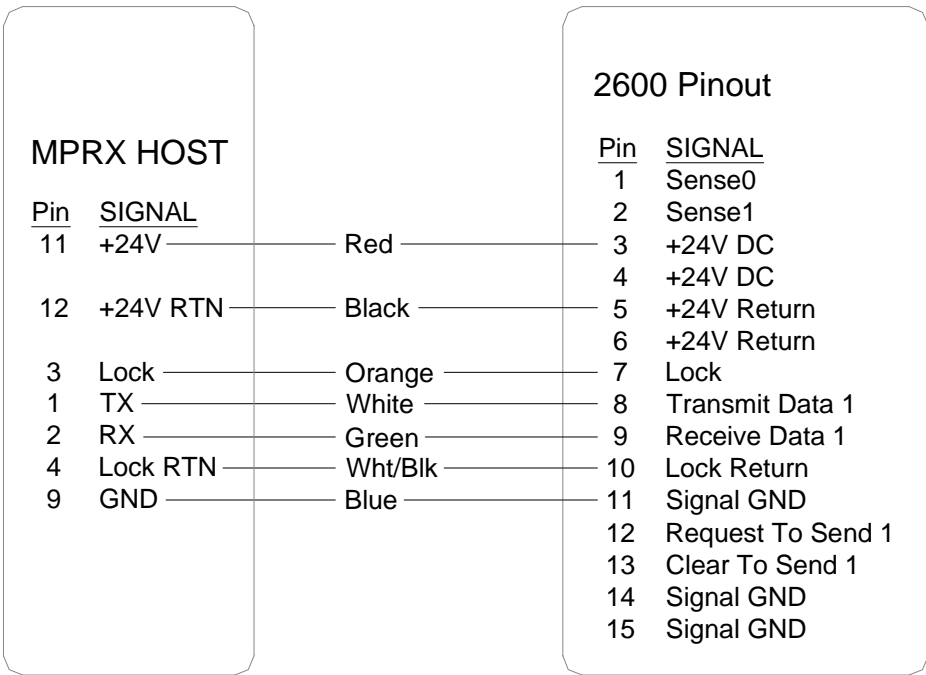 2600 Pinout
MPRX HOST
Pin SIGNAL
1 Sense0
2 Sense1
Pin SIGNAL
11 +24V Red 3 +24V DC
4 +24V DC
12 +24V RTN Black 5 +24V Return
6 +24V Return
3 Lock Orange 7 Lock
1 TX White 8 Transmit Data 1
2 RX Green 9 Receive Data 1
4 Lock RTN Wht/Blk 10 Lock Return
9 GND Blue 11 Signal GND
12 Request To Send 1
13 Clear To Send 1
14 Signal GND
15 Signal GND